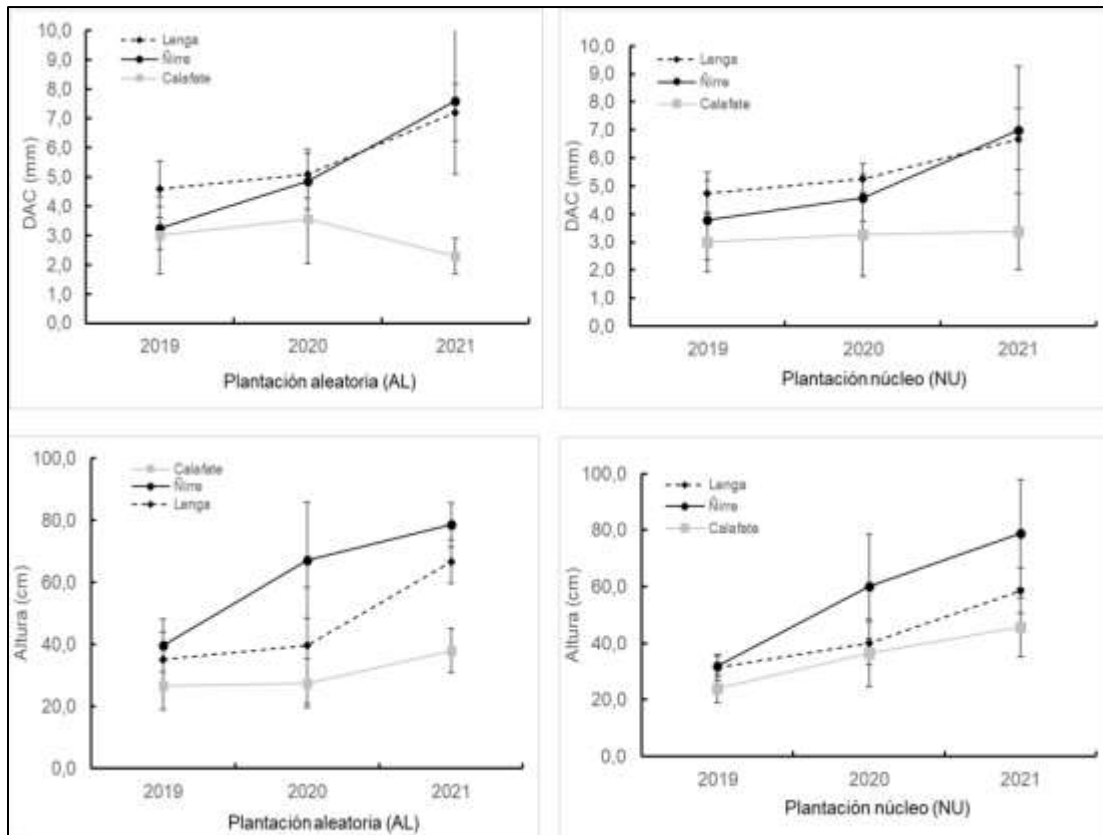 10,0
9,0
8,0
7,0
6,0
5,0
4,0
3,0
2,0
1,0
0,0
DAC (mm)
Lenga
Ñirre
Calafate
2019
2020
2021
Plantación aleatoria (AL)
10,0
9,0
8,0
7,0
6,0
5,0
4,0
3,0
2,0
1,0
0,0
DAC (mm)
Lenga
Ñirre
Calafate
2019
2020
2021
Plantación núcleo (NU)
100,0
80,0
60,0
40,0
20,0
0,0
Altura (cm)
Calafate
Ñirre
Lenga
2019
2020
2021
Plantación aleatoria (AL)
100,0
80,0
60,0
40,0
20,0
0,0
Altura (cm)
Lenga
Ñirre
Calafate
2019
2020
2021
Plantación núcleo (NU)